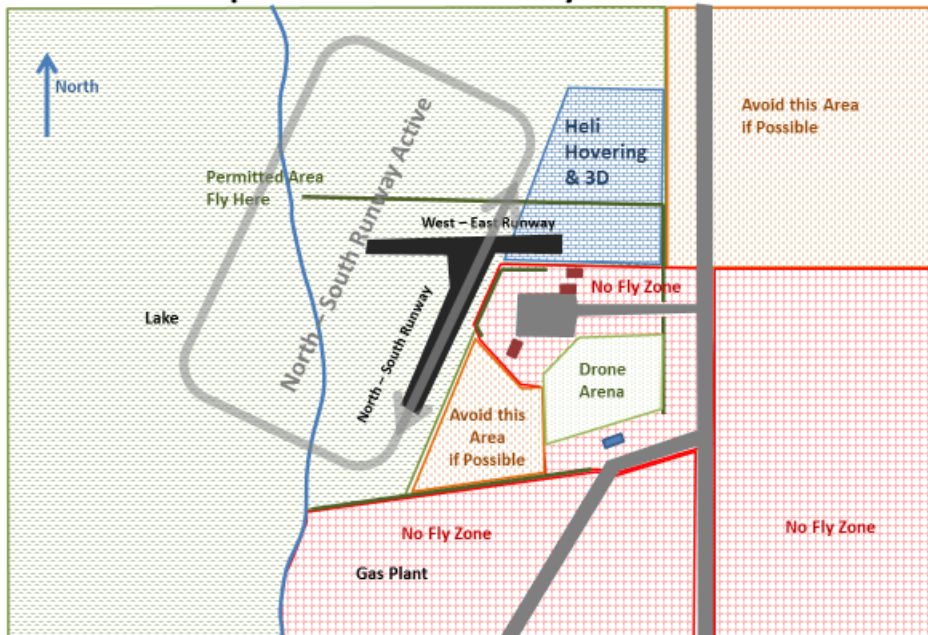 North
Avoid this Area
if Possible
Heli
Hovering
& 3D
North – South Runway Active
Permitted Area
Fly Here
West – East Runway
No Fly Zone
Lake
North – South Runway
Drone
Arena
Avoid this
Area
if Possible
No Fly Zone
No Fly Zone
Gas Plant